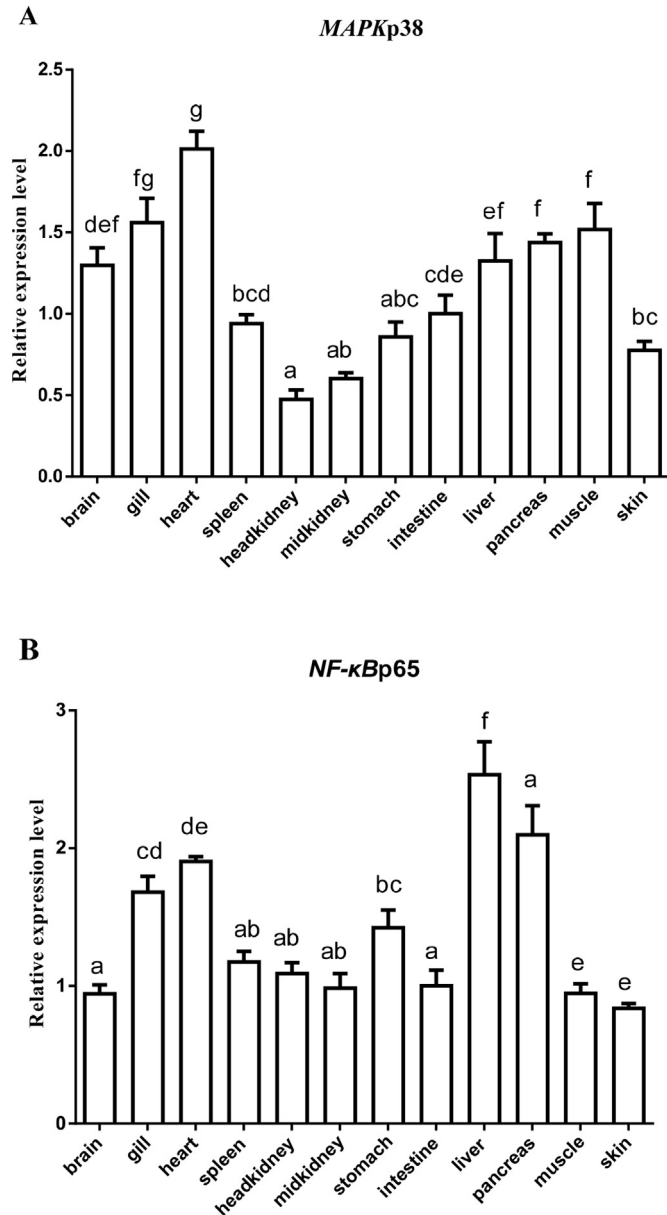 A
MAPKp38
Relative expression level
2.5
2.0
1.5
1.0
0.5
0.0
def
fg
g
bcd
a
ab
abc
cde
ef
f
f
bc
brain
gill
heart
spleen
headkidney
midkidney
stomach
intestine
liver
pancreas
muscle
skin
B
NF-κBp65
Relative expression level
3
2
1
0
a
cd
de
ab
ab
ab
bc
a
f
a
e
e
brain
gill
heart
spleen
headkidney
midkidney
stomach
intestine
liver
pancreas
muscle
skin